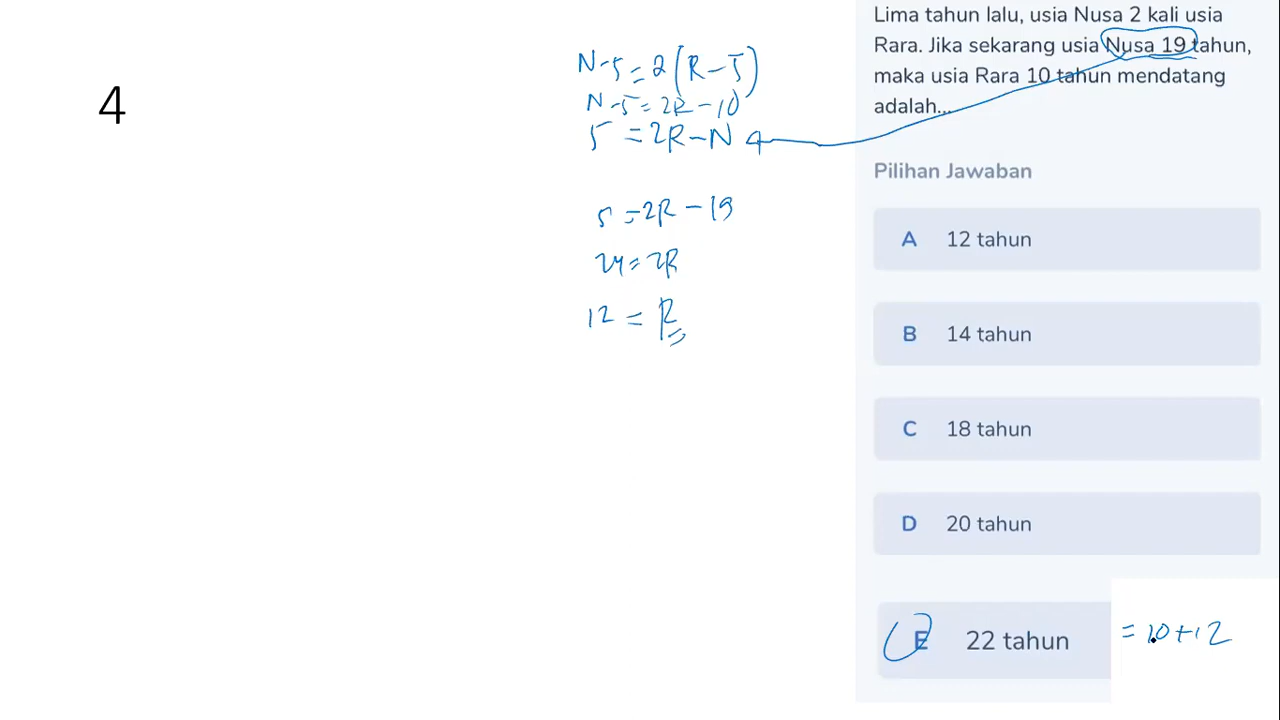 4
N-5=2(R-5)
N-5=2R-10
5=2R-N
5=2R-19
24=2R
12=R
Lima tahun lalu, usia Nusa 2 kali usia
Rara. Jika sekarang usia Nusa 19 tahun,
maka usia Rara 10 tahun mendatang
adalah...
Pilihan Jawaban
A 12 tahun
B 14 tahun
C 18 tahun
D 20 tahun
E 22 tahun =10+12